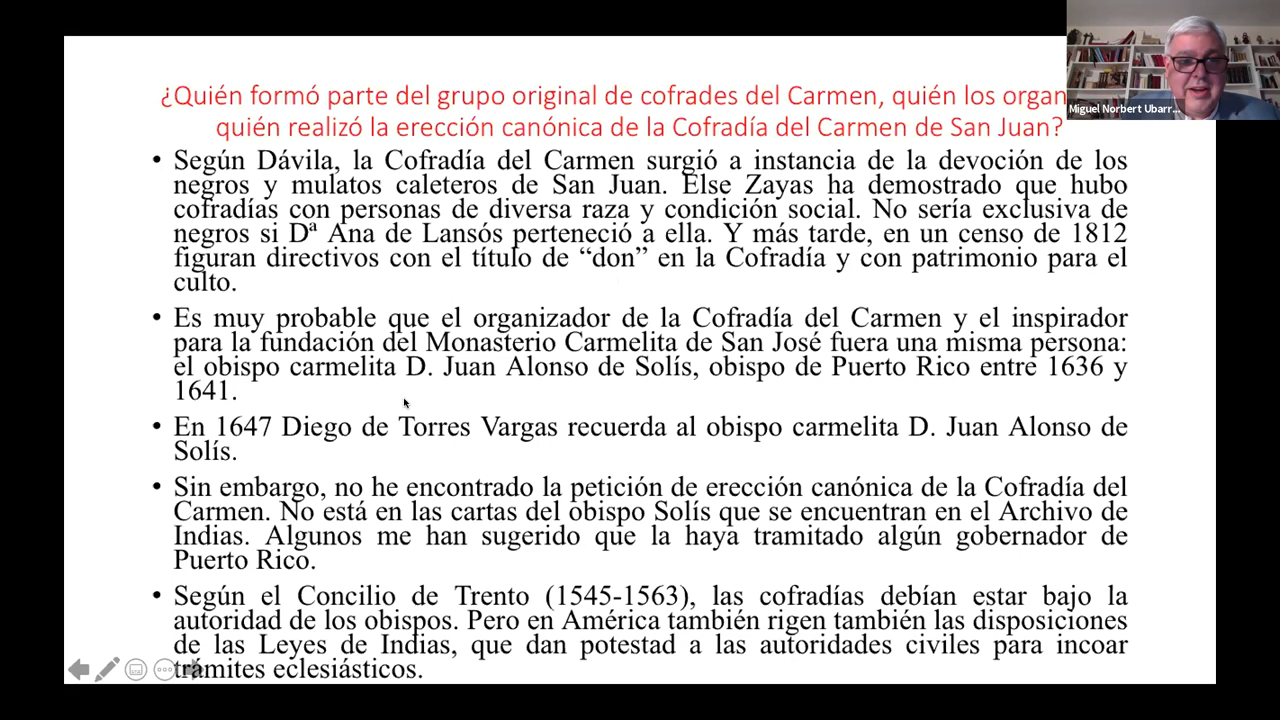 ¿Quién formó parte del grupo original de cofrades del Carmen, quién los organ
quién realizó la erección canónica de la Cofradía del Carmen de San Juan?
Miguel Norbert Ubarr...
• Según Dávila, la Cofradía del Carmen surgió a instancia de la devoción de los
negros y mulatos caleteros de San Juan. Else Zayas ha demostrado que hubo
cofradías con personas de diversa raza y condición social. No sería exclusiva de
negros si Dª Ana de Lansós perteneció a ella. Y más tarde, en un censo de 1812
figuran directivos con el título de “don” en la Cofradía y con patrimonio para el
culto.
• Es muy probable que el organizador de la Cofradía del Carmen y el inspirador
para la fundación del Monasterio Carmelita de San José fuera una misma persona:
el obispo carmelita D. Juan Alonso de Solís, obispo de Puerto Rico entre 1636 y
1641.
• En 1647 Diego de Torres Vargas recuerda al obispo carmelita D. Juan Alonso de
Solís.
• Sin embargo, no he encontrado la petición de erección canónica de la Cofradía del
Carmen. No está en las cartas del obispo Solís que se encuentran en el Archivo de
Indias. Algunos me han sugerido que la haya tramitado algún gobernador de
Puerto Rico.
• Según el Concilio de Trento (1545-1563), las cofradías debían estar bajo la
autoridad de los obispos. Pero en América también rigen también las disposiciones
de las Leyes de Indias, que dan potestad a las autoridades civiles para incoar
trámites eclesiásticos.